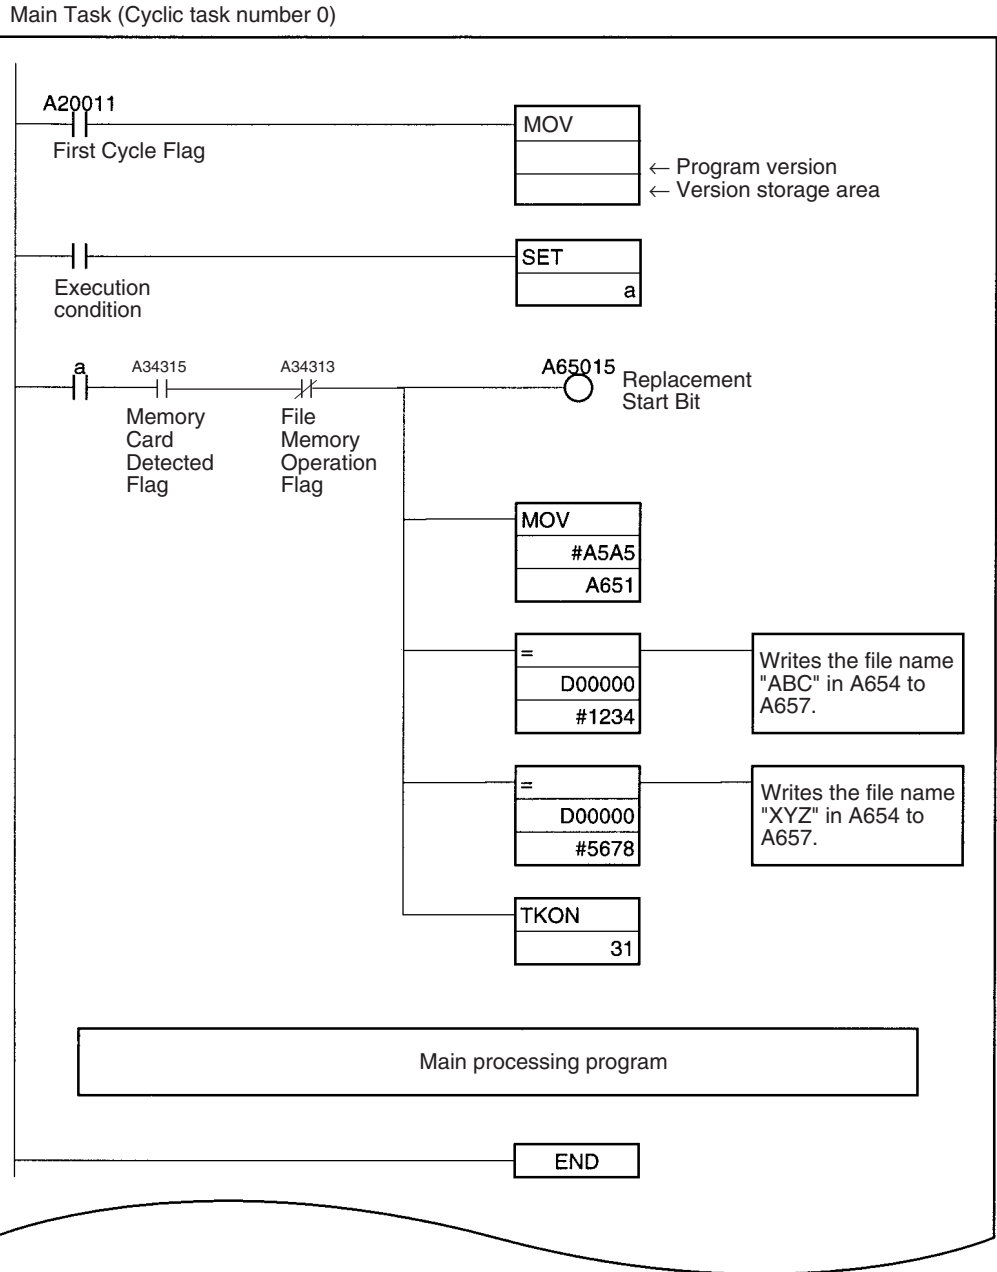 Main Task (Cyclic task number 0)
A20011
First Cycle Flag
MOV
← Program version
← Version storage area
Execution
condition
SET
a
a
A34315
Memory
Card
Detected
Flag
A34313
File
Memory
Operation
Flag
A65015
Replacement
Start Bit
MOV
#A5A5
A651
=
D00000
#1234
Writes the file name
"ABC" in A654 to
A657.
=
D00000
#5678
Writes the file name
"XYZ" in A654 to
A657.
TKON
31
Main processing program
END